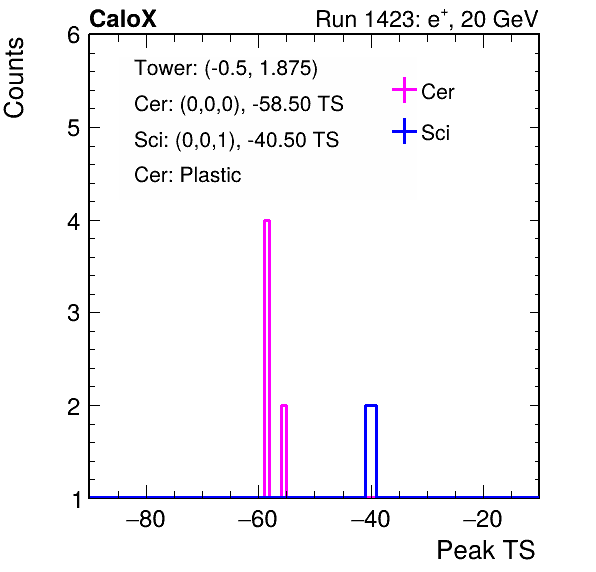 CaloX Run 1423: e+, 20 GeV
Counts
Tower: (-0.5, 1.875)
Cer: (0,0,0), -58.50 TS
Sci: (0,0,1), -40.50 TS
Cer: Plastic
Cer
Sci
6
5
4
3
2
1
−80 −60 −40 −20
Peak TS